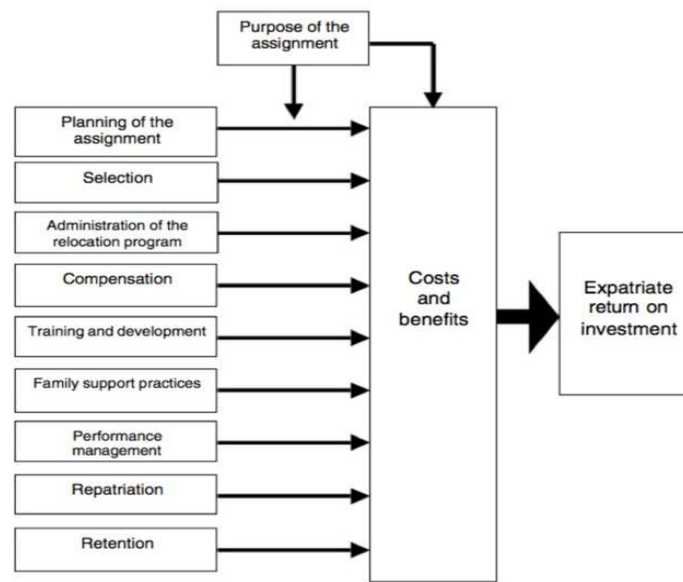 Purpose of the
assignment
Planning of the
assignment
Selection
Administration of the
relocation program
Compensation
Training and development
Family support practices
Performance
management
Repatriation
Retention
Costs
and
benefits
Expatriate
return on
investment